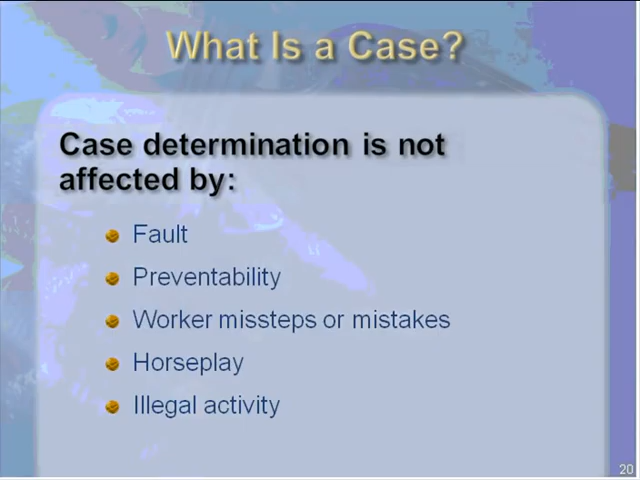 What Is a Case?
Case determination is not
affected by:
Fault
Preventability
Worker missteps or mistakes
Horseplay
Illegal activity
20